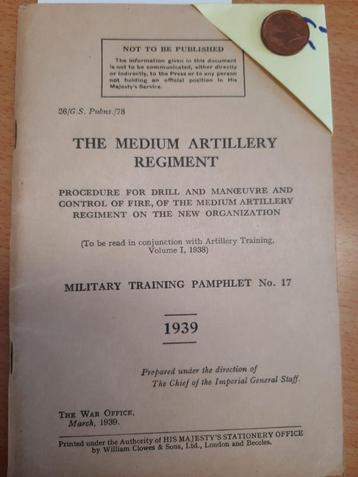 NOT TO BE PUBLISHED
The information given in this document
is not to be communicated, either directly
or indirectly, to the Press or to any person
not holding an official position in His
Majesty's Service.
26/G.S. Pubns./78
THE MEDIUM ARTILLERY
REGIMENT
PROCEDURE FOR DRILL AND MANŒUVRE AND
CONTROL OF FIRE, OF THE MEDIUM ARTILLERY
REGIMENT ON THE NEW ORGANIZATION
(To be read in conjunction with Artillery Training,
Volume I, 1938)
MILITARY TRAINING PAMPHLET No. 17
1939
Prepared under the direction of
The Chief of the Imperial General Staff.
THE WAR OFFICE,
March, 1939.
Printed under the Authority of HIS MAJESTY'S STATIONERY OFFICE
by William Clowes & Sons, Ltd., London and Beccles.